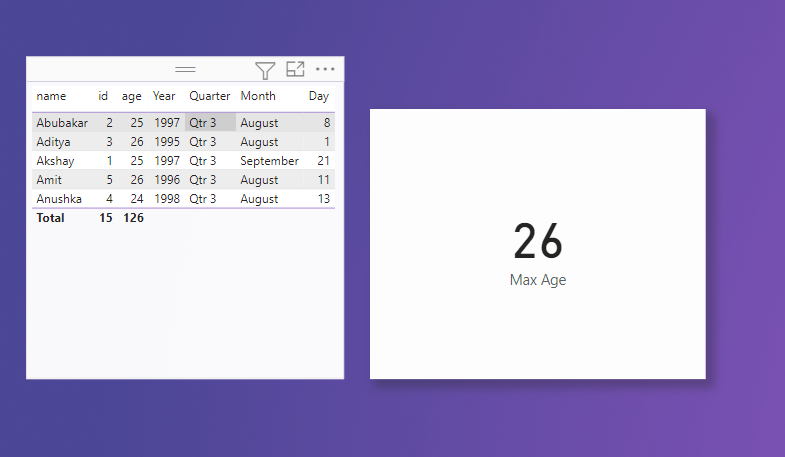 name id age Year Quarter Month Day
Abubakar 2 25 1997 Qtr 3 August 8
Aditya 3 26 1995 Qtr 3 August 1
Akshay 1 25 1997 Qtr 3 September 21
Amit 5 26 1996 Qtr 3 August 11
Anushka 4 24 1998 Qtr 3 August 13
Total 15 126
26
Max Age